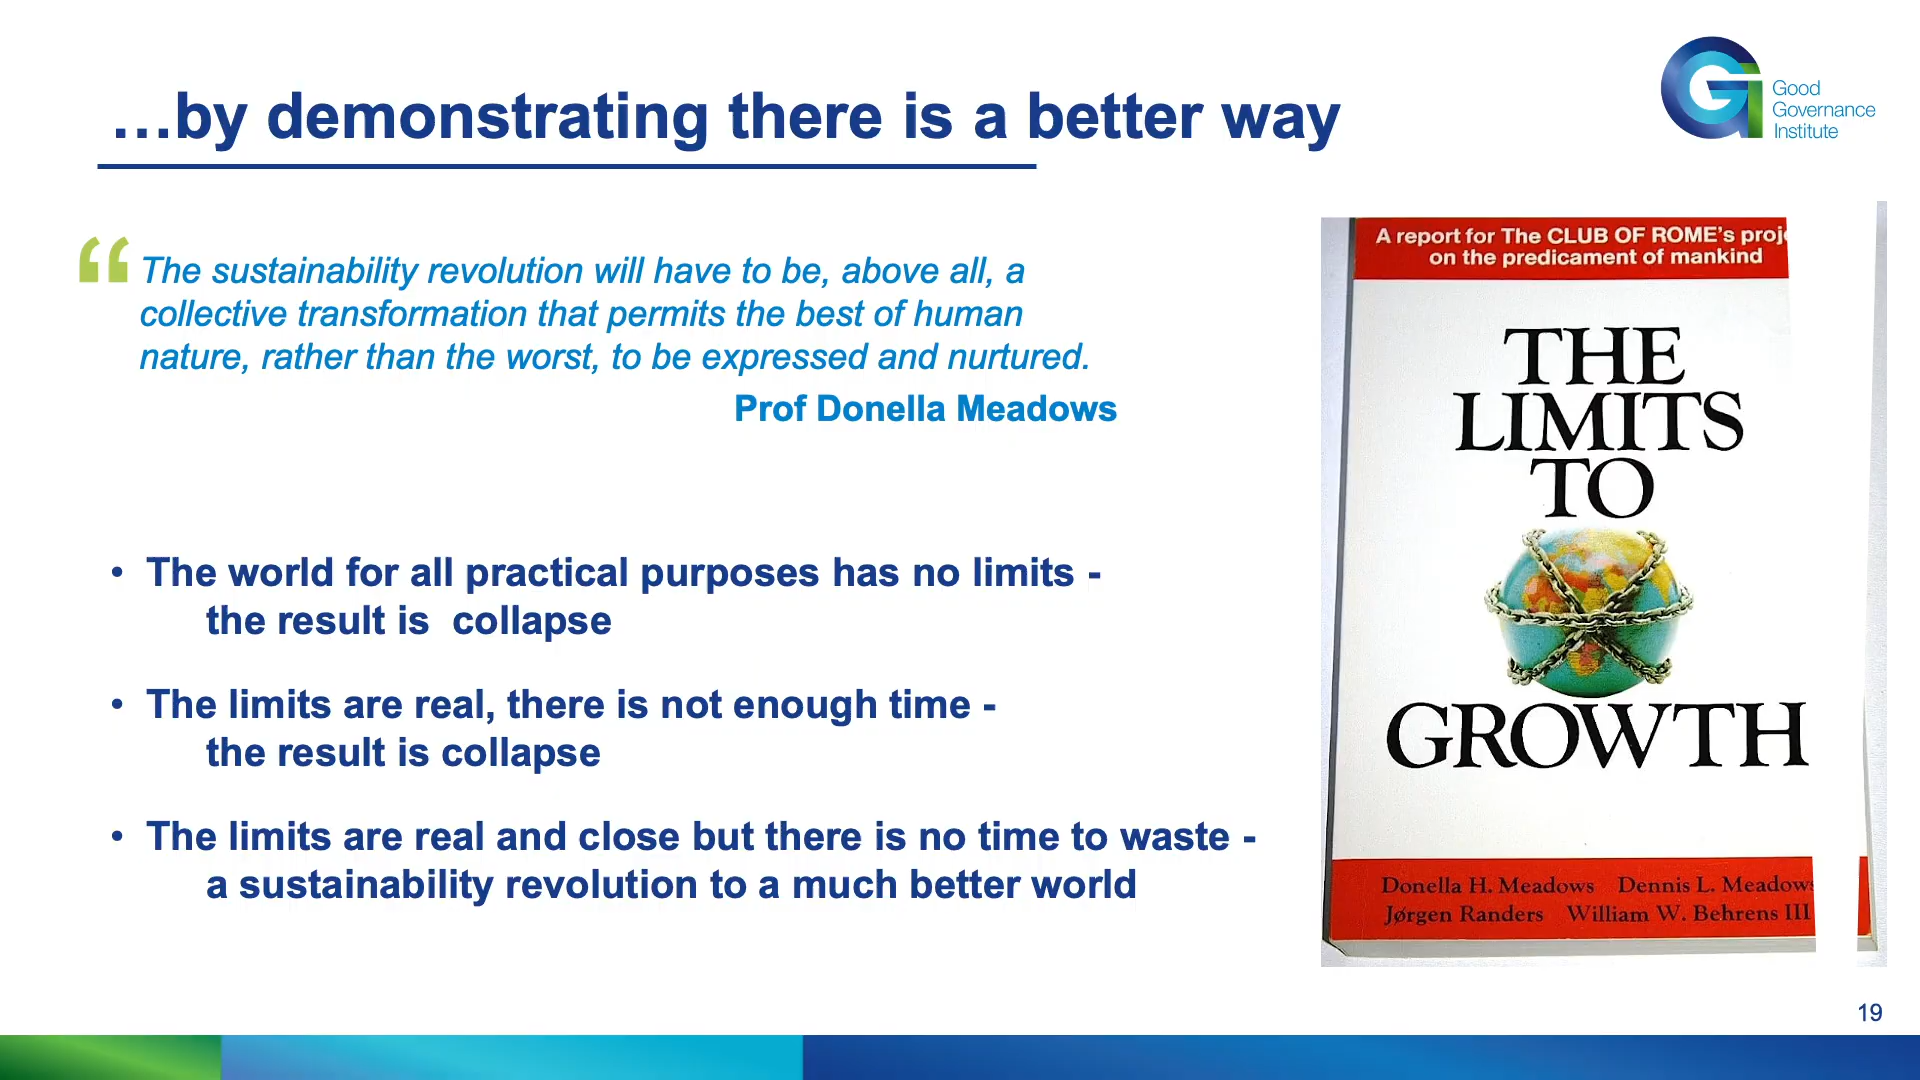 …by demonstrating there is a better way
Good
Governance
Institute
“ The sustainability revolution will have to be, above all, a
collective transformation that permits the best of human
nature, rather than the worst, to be expressed and nurtured.
Prof Donella Meadows
• The world for all practical purposes has no limits -
the result is collapse
• The limits are real, there is not enough time -
the result is collapse
• The limits are real and close but there is no time to waste -
a sustainability revolution to a much better world
A report for The CLUB OF ROME's proje
on the predicament of mankind
THE
LIMITS
TO
GROWTH
Donella H. Meadows Dennis L. Meadows
Jørgen Randers William W. Behrens III
19